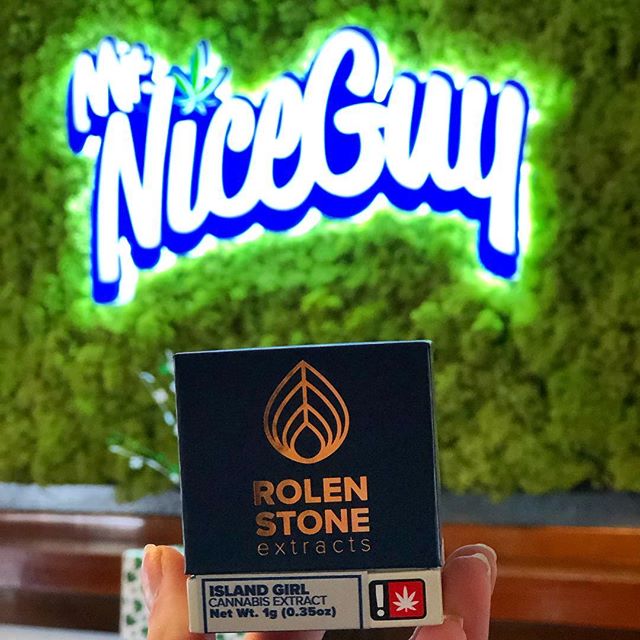 Mr.
NiceGuy
ROLEN
STONE
extracts
ISLAND GIRL
CANNABIS EXTRACT
Net Wt. 1g (0.35oz)
!